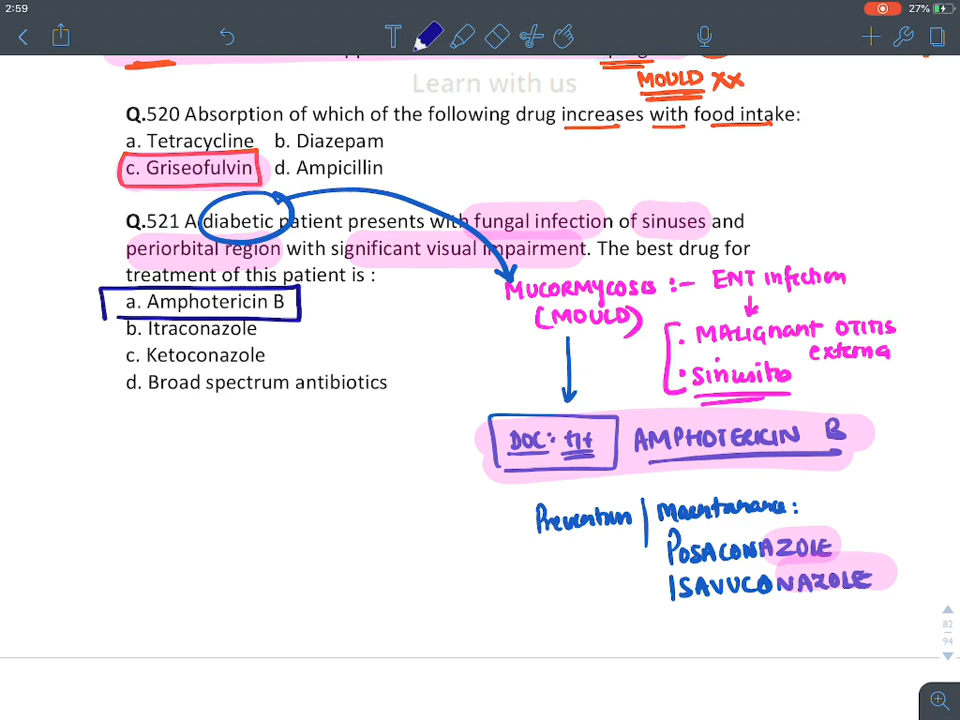 2:59
27%
T
Learn with us
MOULD XX
Q.520 Absorption of which of the following drug increases with food intake:
a. Tetracycline b. Diazepam
c. Griseofulvin d. Ampicillin
Q.521 A diabetic patient presents with fungal infection of sinuses and
periorbital region with significant visual impairment. The best drug for
treatment of this patient is :
a. Amphotericin B
b. Itraconazole
c. Ketoconazole
d. Broad spectrum antibiotics
MUCORMYCOSIS :- ENT infection
(MOULD)
• MALIGNANT OTITIS
externa
• Sinusitis
DOC: t/t AMPHOTERICIN B
Prevention / Maintenance:
POSACONAZOLE
ISAVUCONAZOLE
82
94